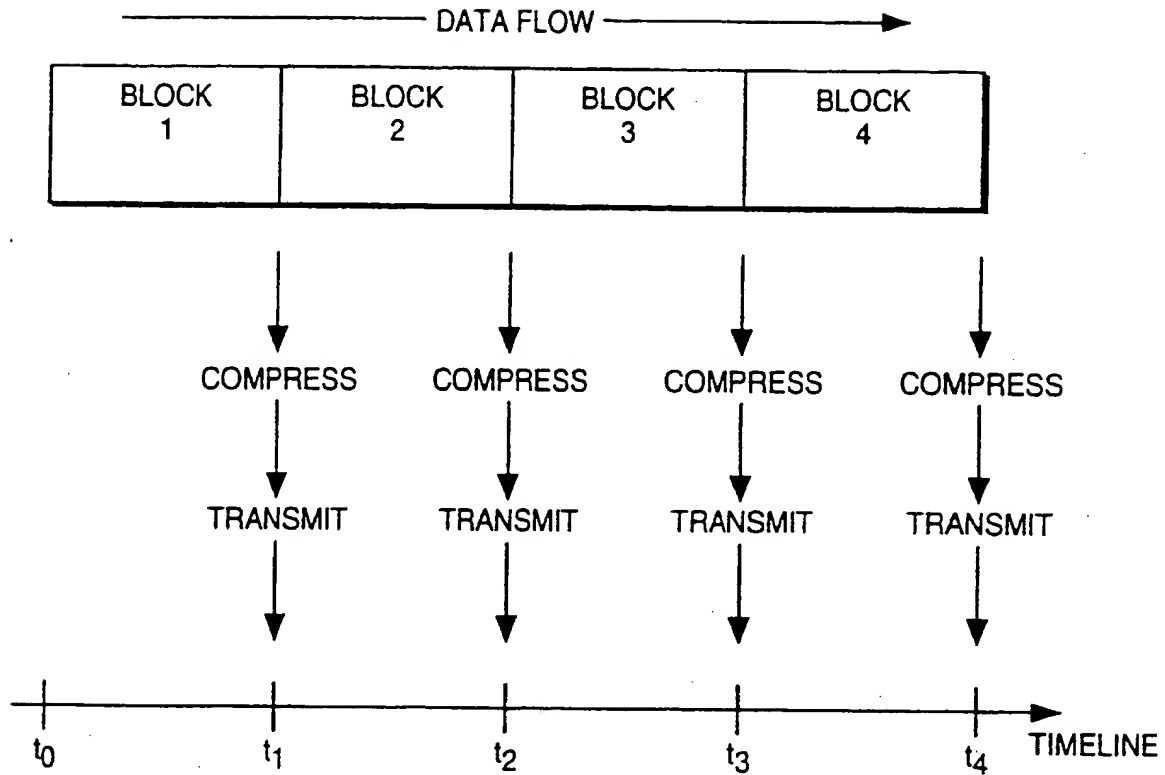 DATA FLOW
BLOCK 1
BLOCK 2
BLOCK 3
BLOCK 4
COMPRESS COMPRESS COMPRESS COMPRESS
TRANSMIT TRANSMIT TRANSMIT TRANSMIT
t0 t1 t2 t3 t4 TIMELINE